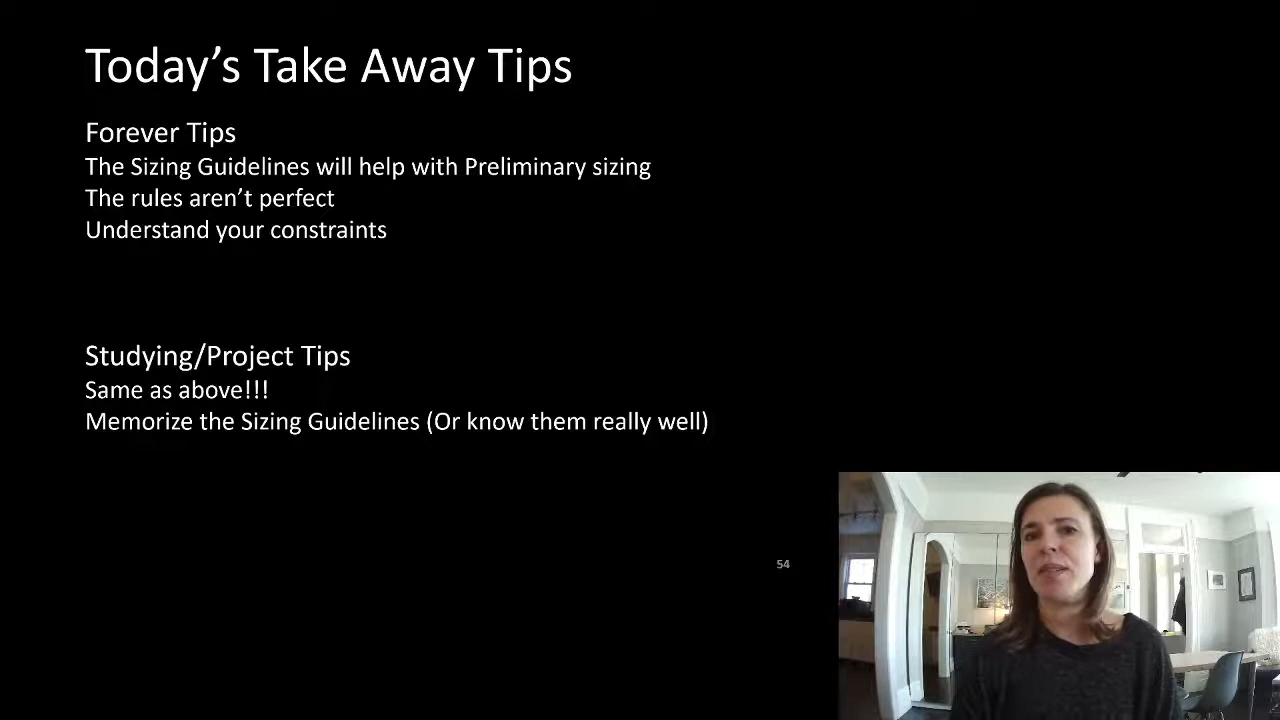 Today’s Take Away Tips
Forever Tips
The Sizing Guidelines will help with Preliminary sizing
The rules aren’t perfect
Understand your constraints
Studying/Project Tips
Same as above!!!
Memorize the Sizing Guidelines (Or know them really well)
54